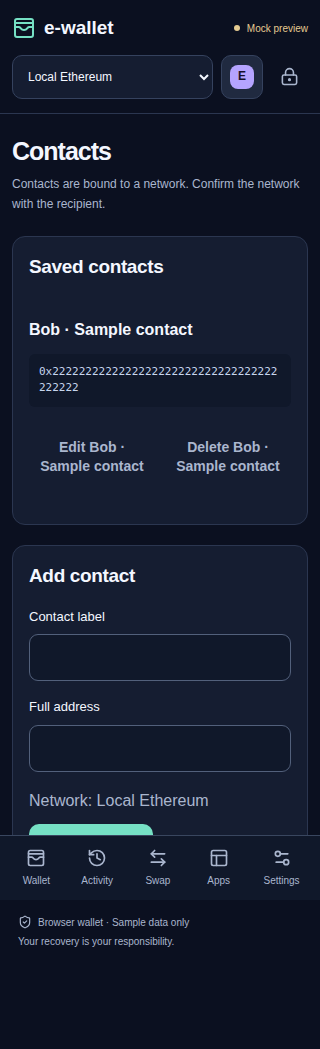 e-wallet
Mock preview
Local Ethereum
E
Contacts
Contacts are bound to a network. Confirm the network
with the recipient.
Saved contacts
Bob · Sample contact
0x2222222222222222222222222222222222
222222
Edit Bob ·
Sample contact
Delete Bob ·
Sample contact
Add contact
Contact label
Full address
Network: Local Ethereum
Wallet
Activity
Swap
Apps
Settings
Browser wallet · Sample data only
Your recovery is your responsibility.